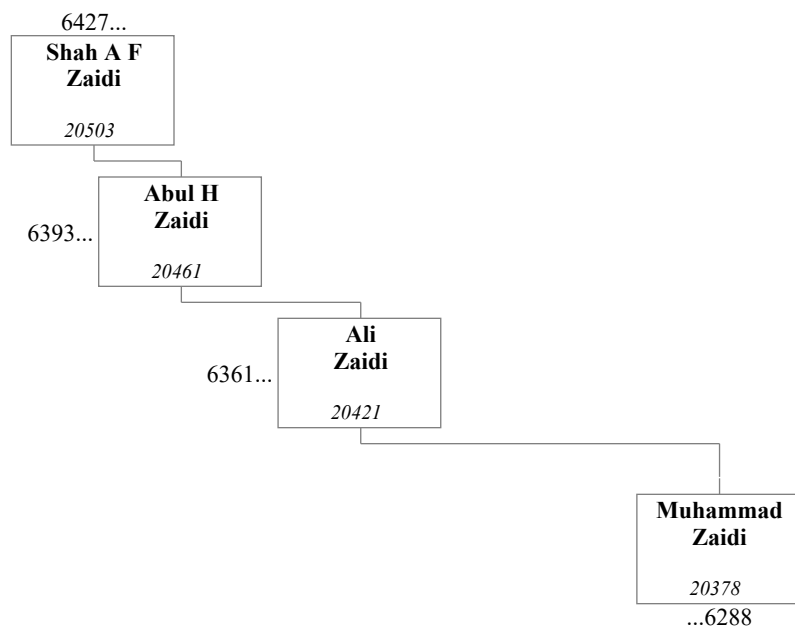 6427...
Shah A F
Zaidi
20503
Abul H
Zaidi
6393...
20461
Ali
Zaidi
6361...
20421
Muhammad
Zaidi
20378
...6288